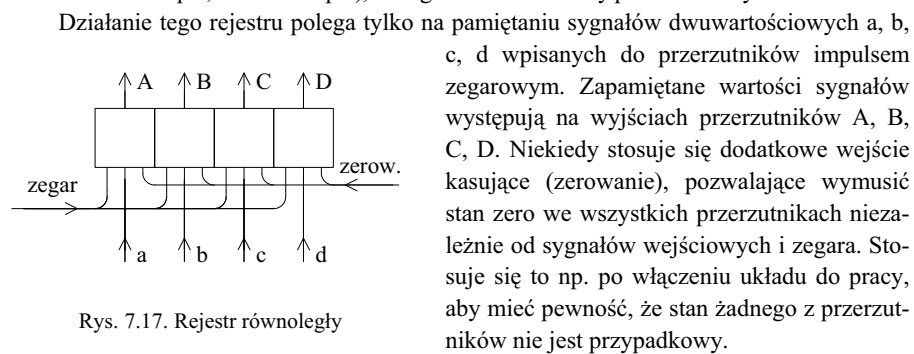 Działanie tego rejestru polega tylko na pamiętaniu sygnałów dwuwartościowych a, b,
c, d wpisanych do przerzutników impulsem
zegarowym. Zapamiętane wartości sygnałów
występują na wyjściach przerzutników A, B,
C, D. Niekiedy stosuje się dodatkowe wejście
kasujące (zerowanie), pozwalające wymusić
stan zero we wszystkich przerzutnikach nieza-
leżnie od sygnałów wejściowych i zegara. Sto-
suje się to np. po włączeniu układu do pracy,
aby mieć pewność, że stan żadnego z przerzut-
ników nie jest przypadkowy.
A B C D
zerow.
zegar
a b c d
Rys. 7.17. Rejestr równoległy